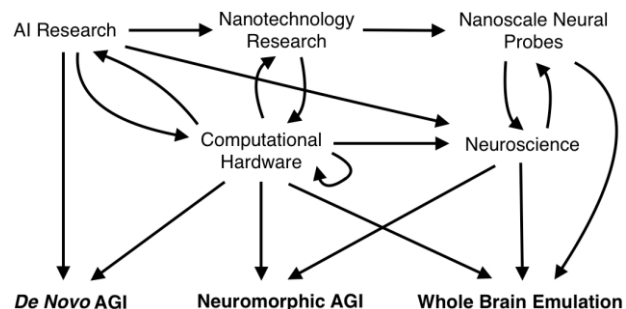 AI Research
Nanotechnology
Research
Nanoscale Neural
Probes
Computational
Hardware
Neuroscience
De Novo AGI
Neuromorphic AGI
Whole Brain Emulation